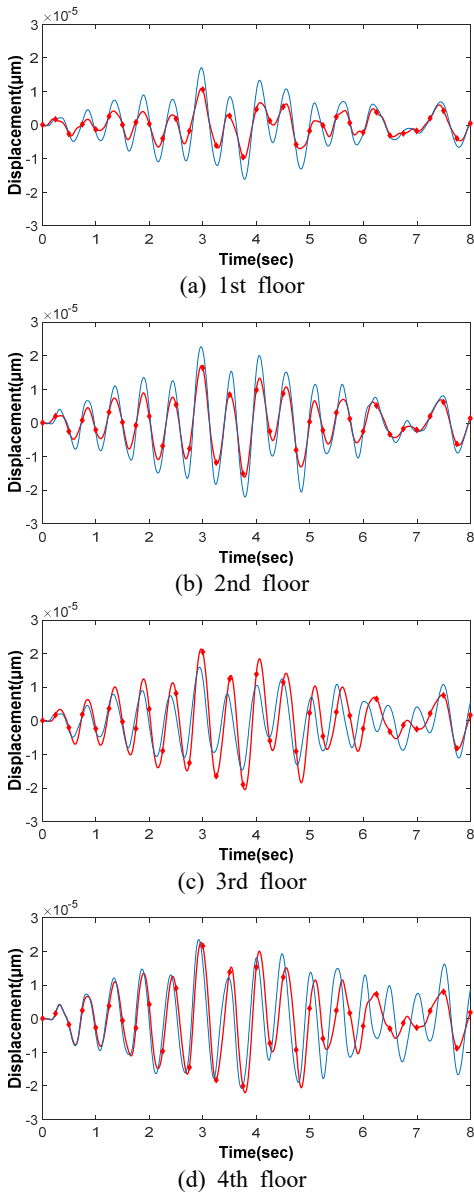 ×10⁻⁵
3
2
1
0
-1
-2
-3
Displacement(μm)
0 1 2 3 4 5 6 7 8
Time(sec)
(a) 1st floor
×10⁻⁵
3
2
1
0
-1
-2
-3
Displacement(μm)
0 1 2 3 4 5 6 7 8
Time(sec)
(b) 2nd floor
×10⁻⁵
3
2
1
0
-1
-2
-3
Displacement(μm)
0 1 2 3 4 5 6 7 8
Time(sec)
(c) 3rd floor
×10⁻⁵
3
2
1
0
-1
-2
-3
Displacement(μm)
0 1 2 3 4 5 6 7 8
Time(sec)
(d) 4th floor